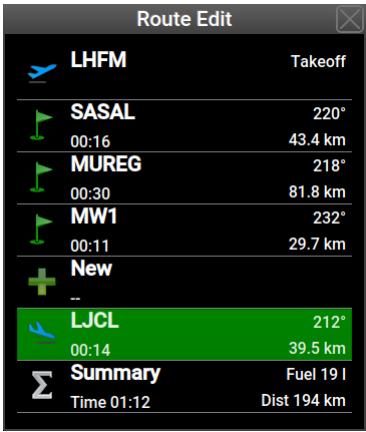 Route Edit
LHFM Takeoff
SASAL 220°
00:16 43.4 km
MUREG 218°
00:30 81.8 km
MW1 232°
00:11 29.7 km
New
--
LJCL 212°
00:14 39.5 km
Σ Summary Fuel 19 l
Time 01:12 Dist 194 km